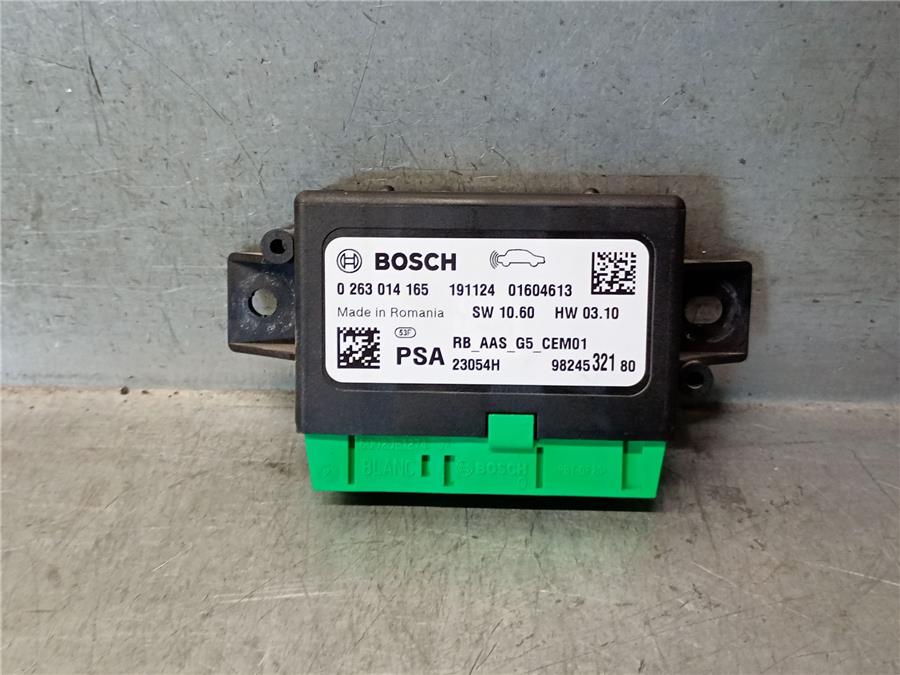 BOSCH
0 263 014 165 191124 01604613
Made in Romania SW 10.60 HW 03.10
53F RB_AAS_G5_CEM01
PSA 23054H 98245 321 80
BLANC BOSCH